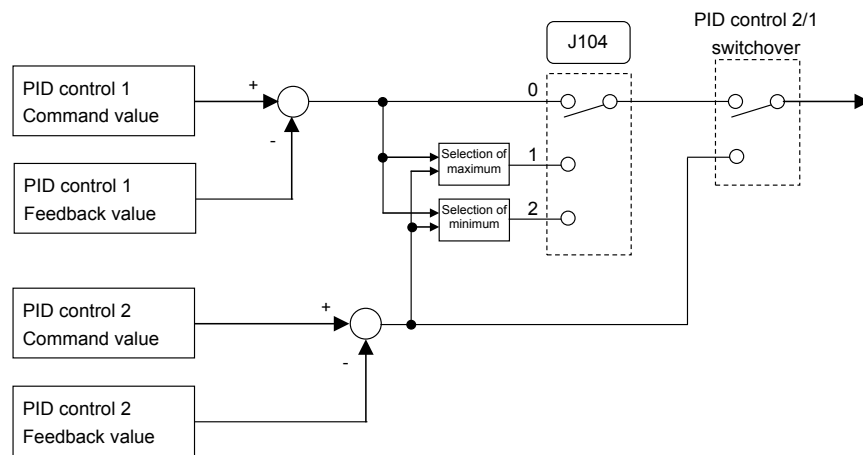 J104
PID control 2/1
switchover
PID control 1
Command value
+
-
0
PID control 1
Feedback value
Selection of
maximum
1
Selection of
minimum
2
PID control 2
Command value
+
-
PID control 2
Feedback value